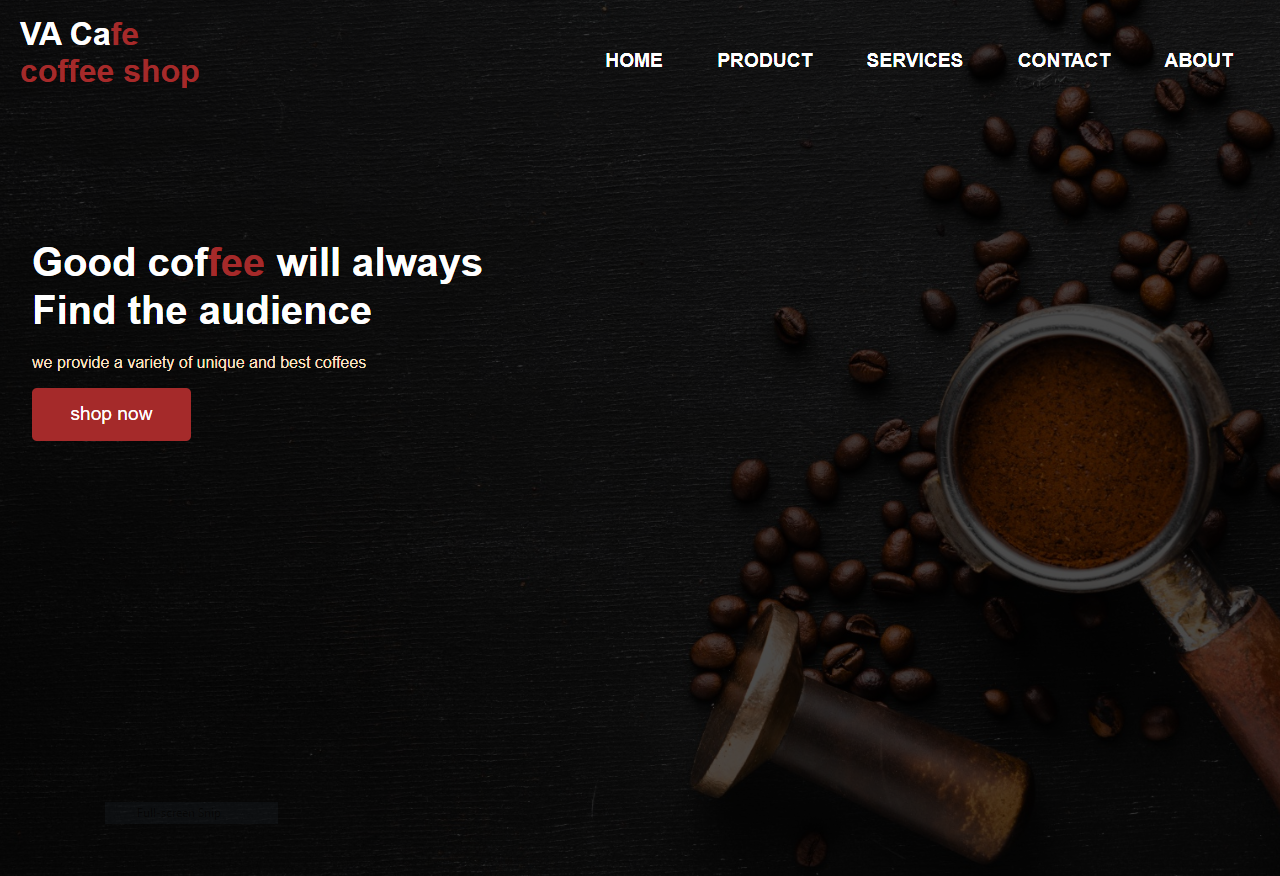 VA Cafe
coffee shop
HOME PRODUCT SERVICES CONTACT ABOUT
Good coffee will always
Find the audience
we provide a variety of unique and best coffees
shop now